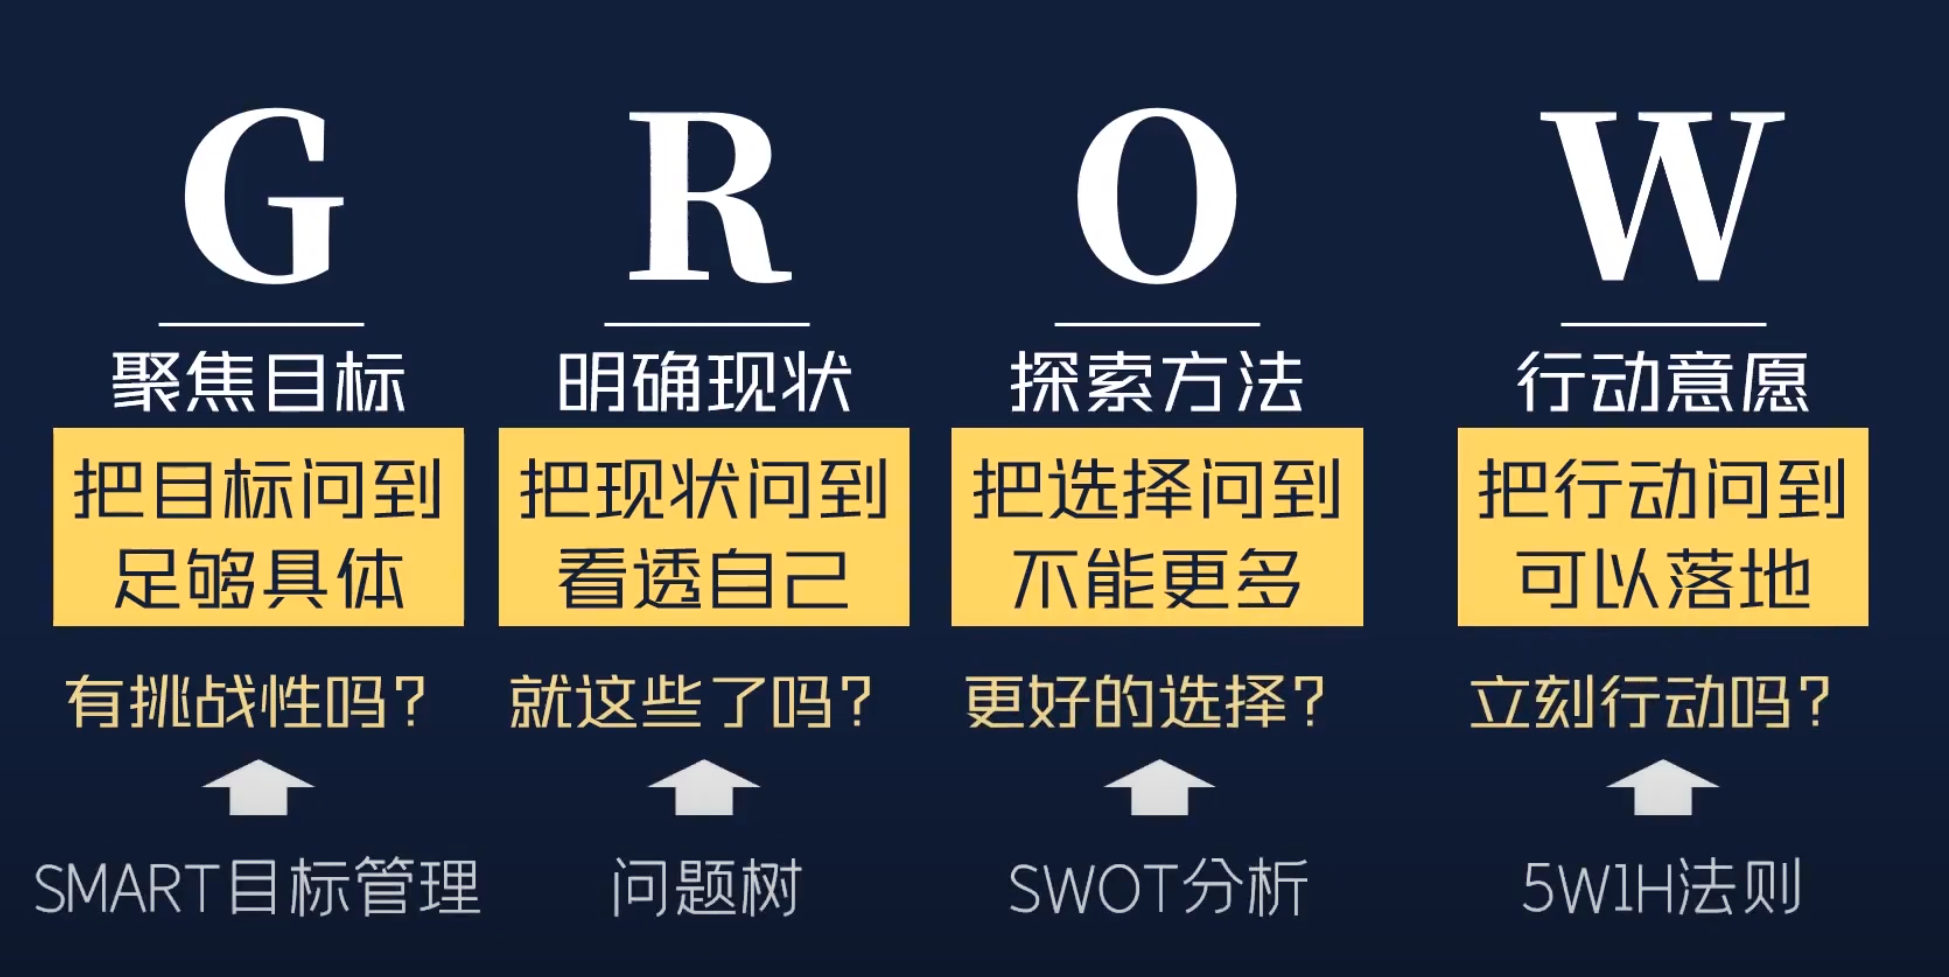 G
聚焦目标
把目标问到
足够具体
有挑战性吗？
SMART目标管理
R
明确现状
把现状问到
看透自己
就这些了吗？
问题树
O
探索方法
把选择问到
不能更多
更好的选择？
SWOT分析
W
行动意愿
把行动问到
可以落地
立刻行动吗？
5W1H法则